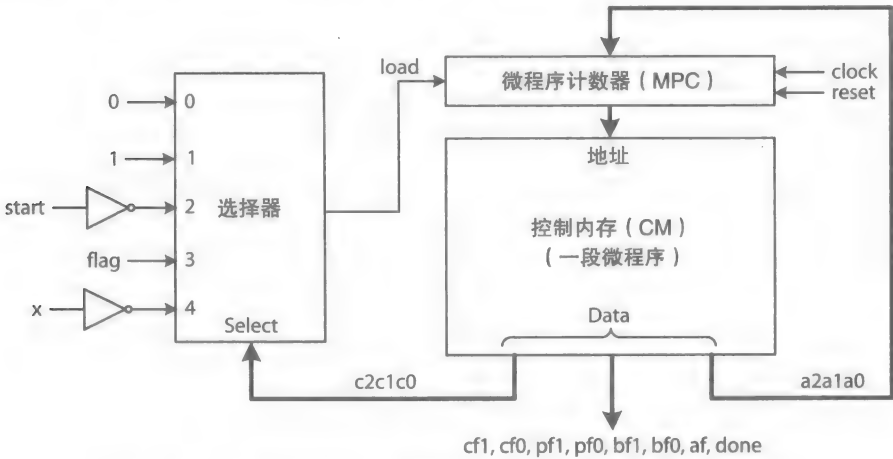 load
微程序计数器（MPC）
clock
reset
0
0
1
1
start
2
选择器
flag
3
x
4
Select
地址
控制内存（CM）
（一段微程序）
Data
c2c1c0
a2a1a0
cf1, cf0, pf1, pf0, bf1, bf0, af, done